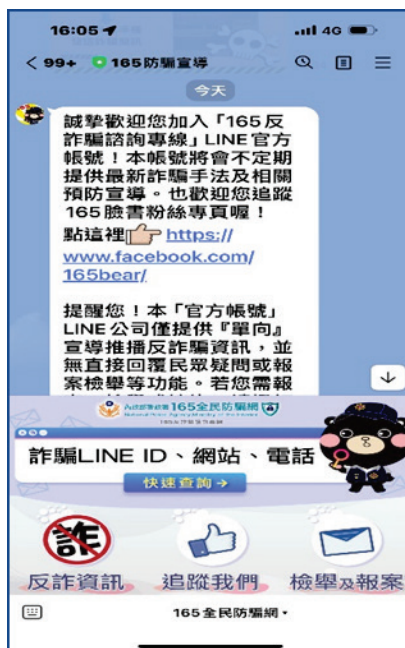 16:05
4G
99+ 165防騙宣導
今天
誠摯歡迎您加入「165反
詐騙諮詢專線」LINE官方
帳號！本帳號將會不定期
提供最新詐騙手法及相關
預防宣導。也歡迎您追蹤
165臉書粉絲專頁喔！
點這裡👉 https://
www.facebook.com/
165bear/
提醒您！本「官方帳號」
LINE公司僅提供『單向』
宣導推播反詐騙資訊，並
無直接回覆民眾疑問或報
案檢舉等功能。若您需報
內政部警政署 165全民防騙網
詐騙LINE ID、網站、電話
快速查詢→
詐
反詐資訊
追蹤我們
檢舉及報案
165全民防騙網